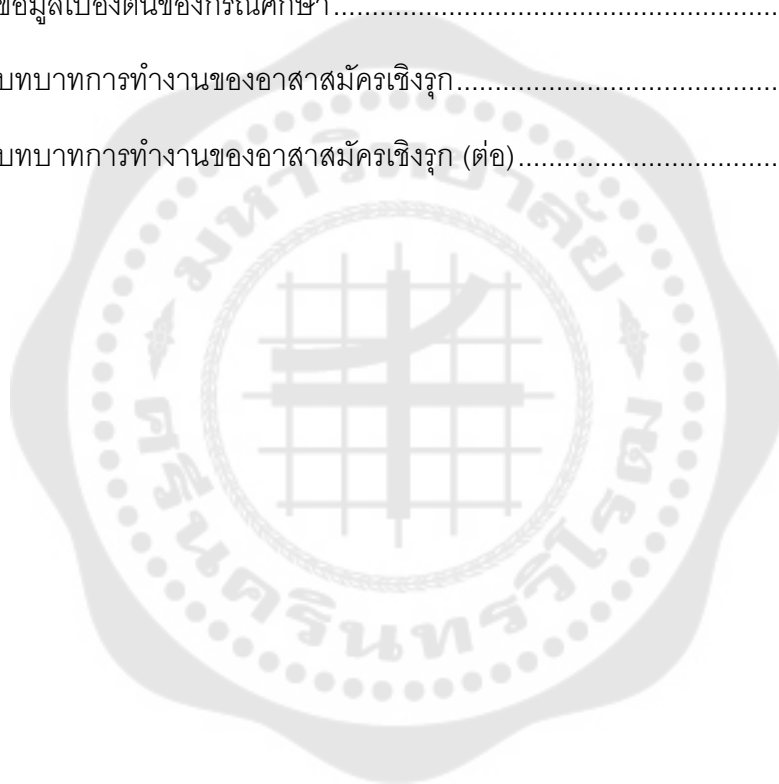 ข้อมูลเบื้องต้นของกรณีศึกษา
บทบาทการทำงานของอาสาสมัครเชิงรุก
บทบาทการทำงานของอาสาสมัครเชิงรุก (ต่อ)
มหาวิทยาลัย
ศรีนครินทรวิโรฒ